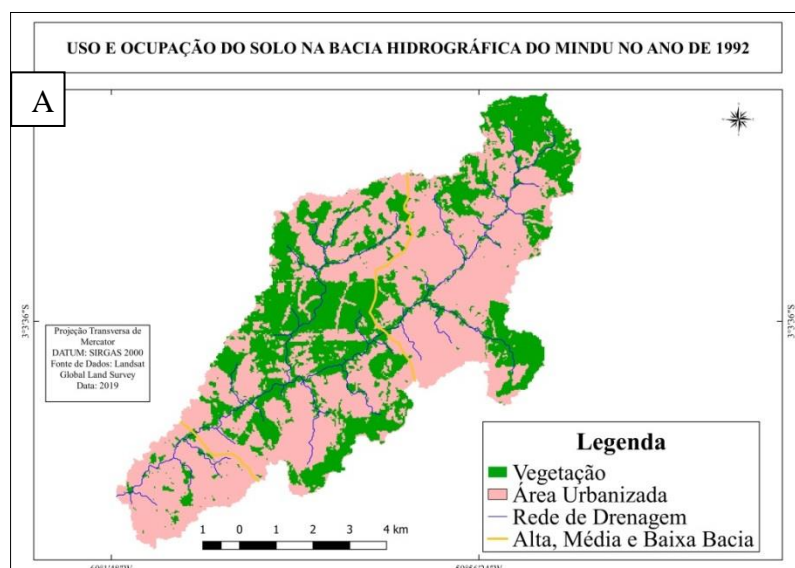 USO E OCUPAÇÃO DO SOLO NA BACIA HIDROGRÁFICA DO MINDU NO ANO DE 1992
A
3°3'36"S
3°3'36"S
Projeção Transversa de
Mercator
DATUM: SIRGAS 2000
Fonte de Dados: Landsat
Global Land Survey
Data: 2019
Legenda
Vegetação
Área Urbanizada
Rede de Drenagem
Alta, Média e Baixa Bacia
1 0 1 2 3 4 km